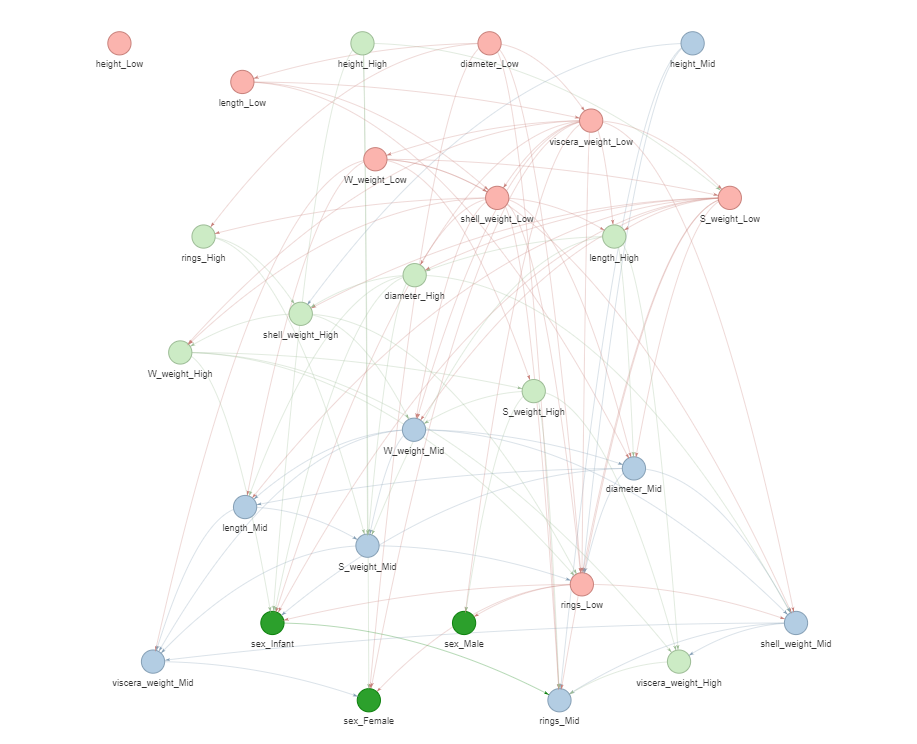 height_Low
height_High
diameter_Low
height_Mid
length_Low
viscera_weight_Low
W_weight_Low
shell_weight_Low
S_weight_Low
rings_High
length_High
diameter_High
shell_weight_High
W_weight_High
S_weight_High
W_weight_Mid
diameter_Mid
length_Mid
S_weight_Mid
rings_Low
sex_Infant
sex_Male
shell_weight_Mid
viscera_weight_Mid
viscera_weight_High
sex_Female
rings_Mid